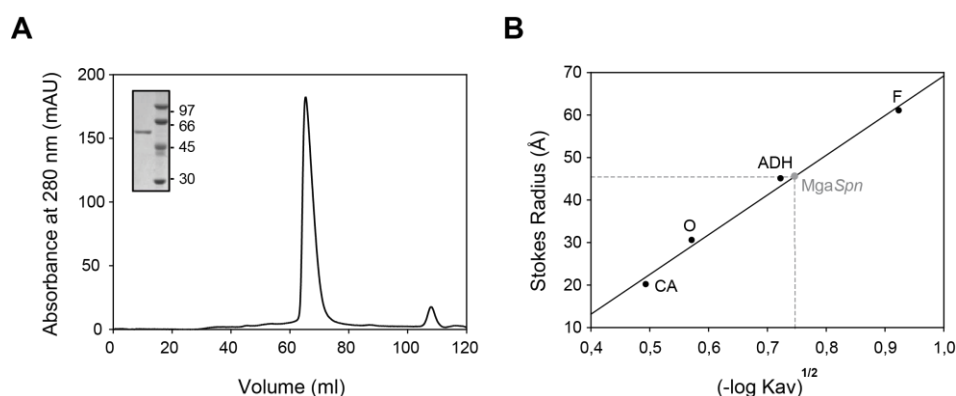 A
Absorbance at 280 nm (mAU)
200
150
100
50
0
97
66
45
30
0
20
40
60
80
100
120
Volume (ml)
B
Stokes Radius (Å)
70
60
50
40
30
20
10
F
ADH
MgaSpn
O
CA
0,4
0,5
0,6
0,7
0,8
0,9
1,0
(-log Kav)1/2